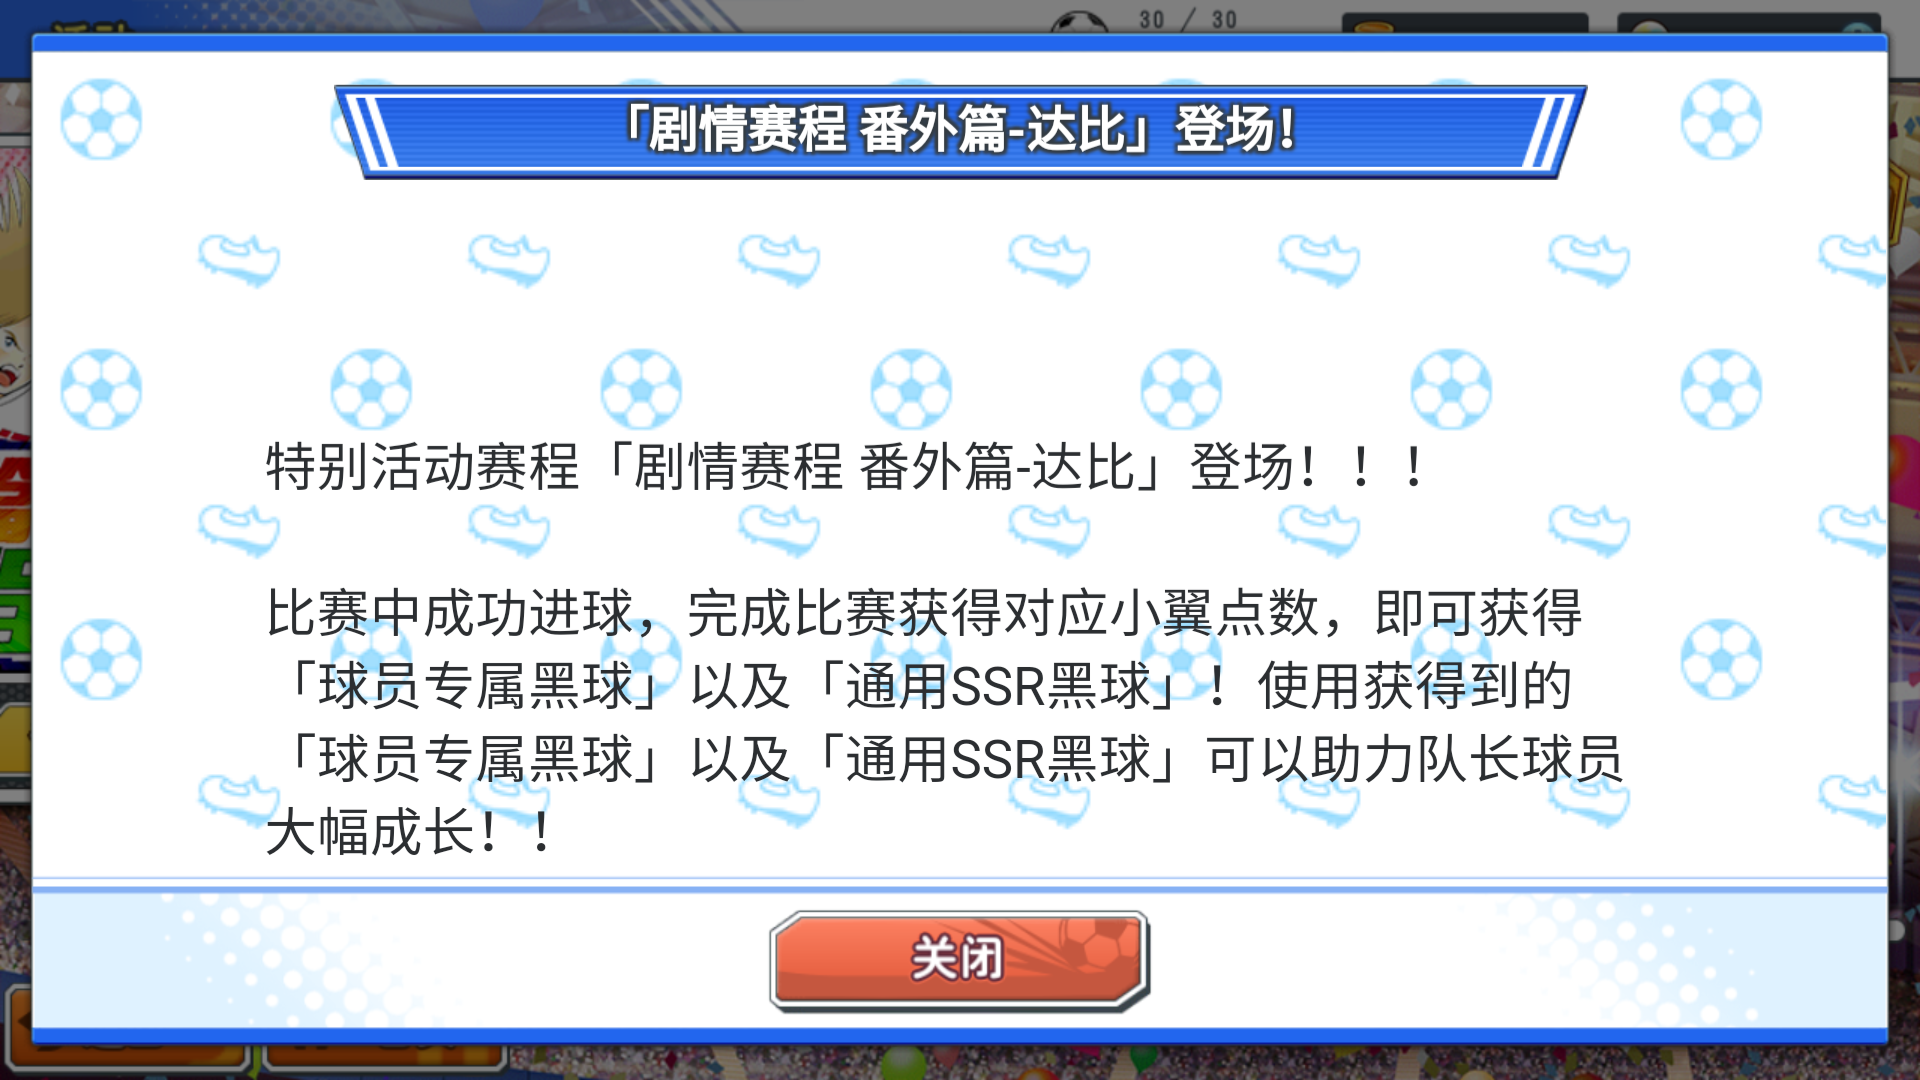 30 / 30
「剧情赛程 番外篇-达比」登场！
特别活动赛程「剧情赛程 番外篇-达比」登场！！！
比赛中成功进球，完成比赛获得对应小翼点数，即可获得
「球员专属黑球」以及「通用SSR黑球」！使用获得到的
「球员专属黑球」以及「通用SSR黑球」可以助力队长球员
大幅成长！！
关闭